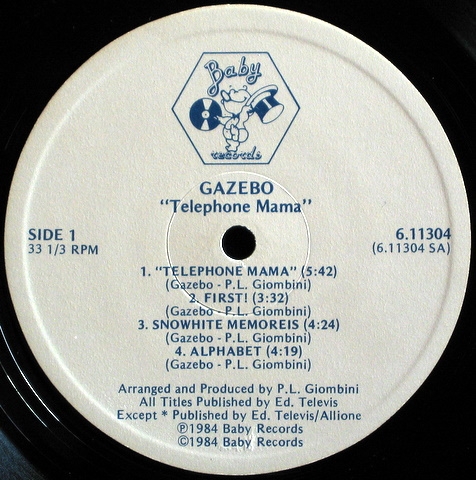 Baby
records
GAZEBO
“Telephone Mama”
SIDE 1
33 1/3 RPM
6.11304
(6.11304 SA)
1. “TELEPHONE MAMA” (5:42)
(Gazebo - P.L. Giombini)
2. FIRST! (3:32)
(Gazebo - P.L. Giombini)
3. SNOWHITE MEMOREIS (4:24)
(Gazebo - P.L. Giombini)
4. ALPHABET (4:19)
(Gazebo - P.L. Giombini)
Arranged and Produced by P.L. Giombini
All Titles Published by Ed. Televis
Except * Published by Ed. Televis/Allione
℗1984 Baby Records
©1984 Baby Records